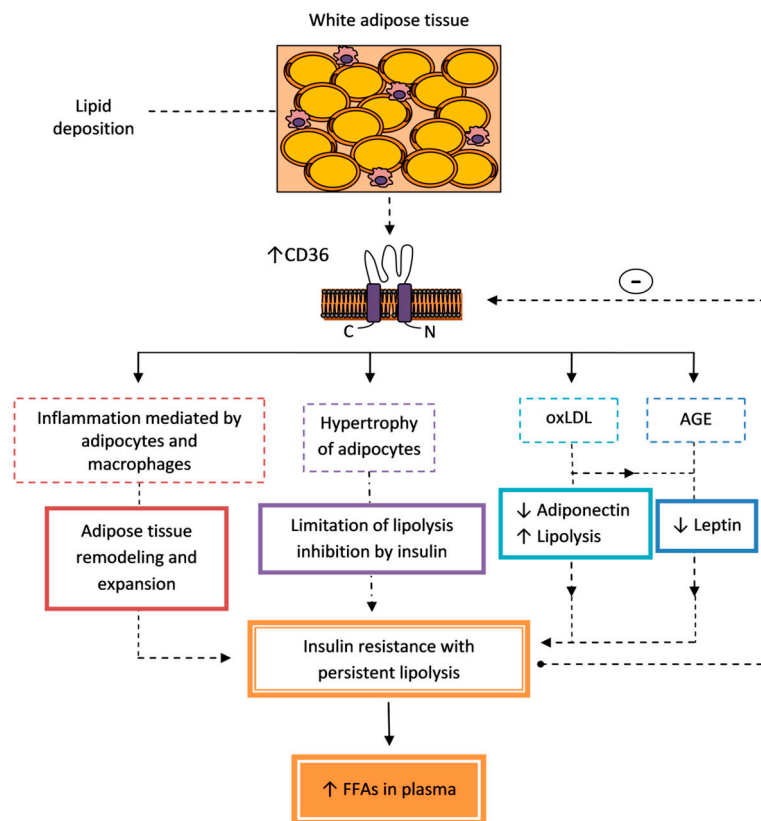 White adipose tissue
Lipid
deposition
↑CD36
-
C
N
Inflammation mediated by
adipocytes and
macrophages
Hypertrophy
of adipocytes
oxLDL
AGE
Adipose tissue
remodeling and
expansion
Limitation of lipolysis
inhibition by insulin
↓ Adiponectin
↑ Lipolysis
↓ Leptin
Insulin resistance with
persistent lipolysis
↑ FFAs in plasma